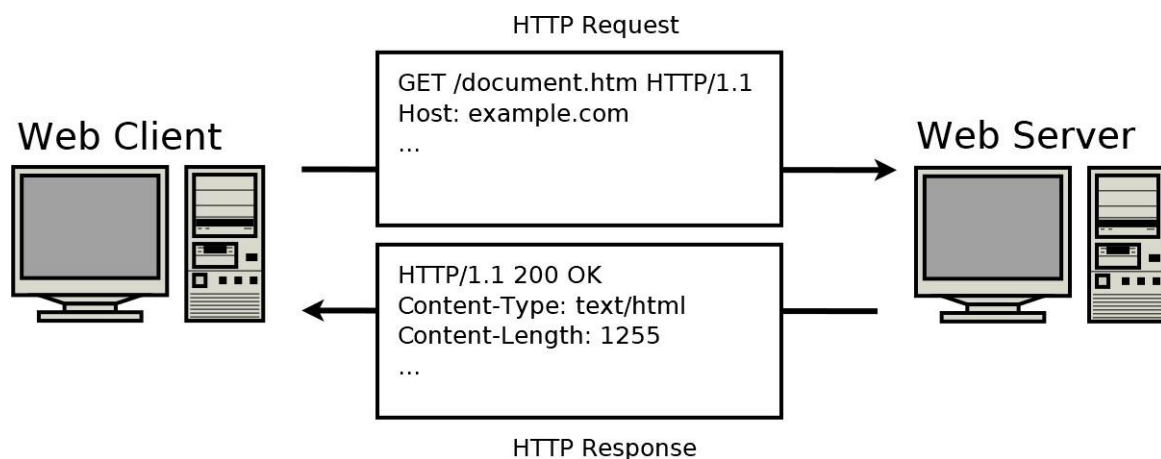 HTTP Request
GET /document.htm HTTP/1.1
Host: example.com
...
Web Client
Web Server
HTTP/1.1 200 OK
Content-Type: text/html
Content-Length: 1255
...
HTTP Response